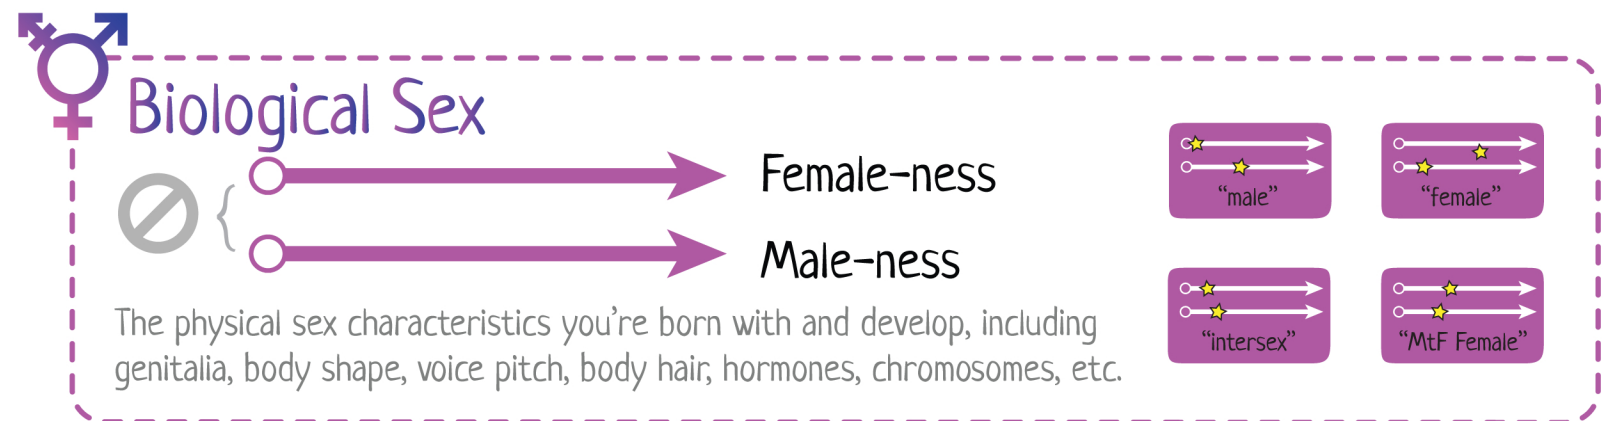 Biological Sex
Female-ness
Male-ness
The physical sex characteristics you're born with and develop, including
genitalia, body shape, voice pitch, body hair, hormones, chromosomes, etc.
“male”
“female”
“intersex”
“MtF Female”